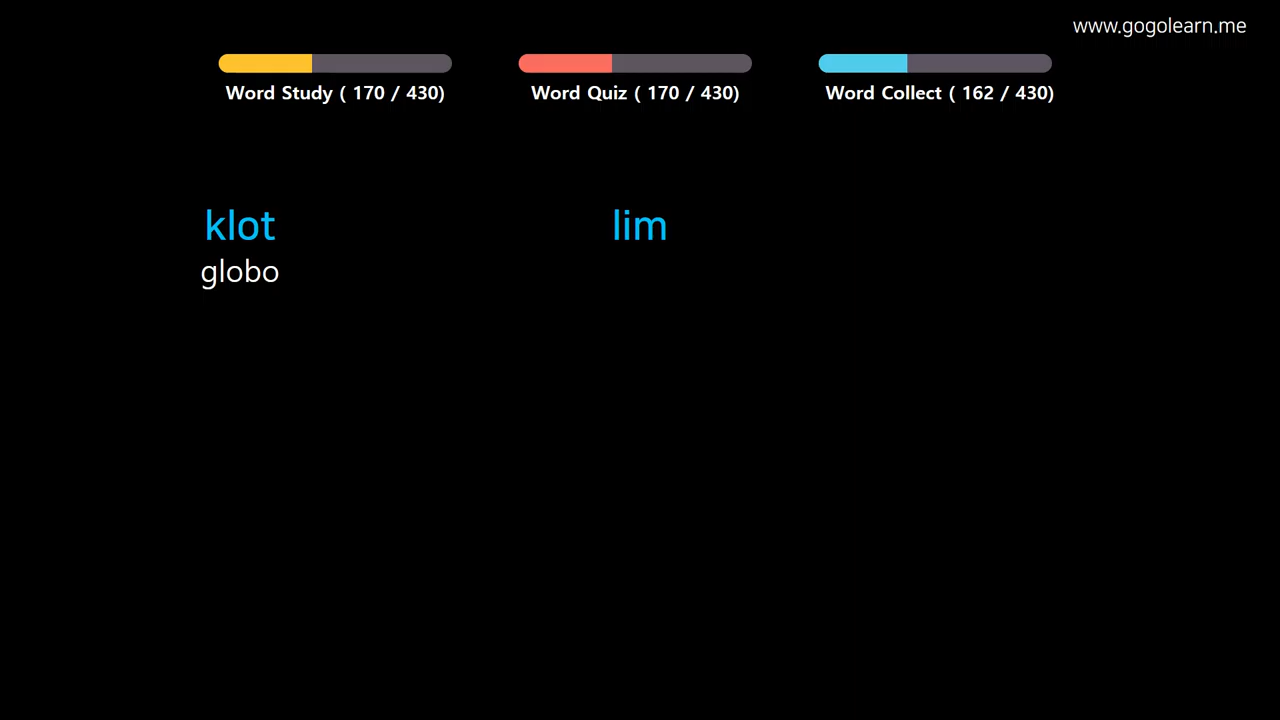 www.gogolearn.me
Word Study ( 170 / 430)
Word Quiz ( 170 / 430)
Word Collect ( 162 / 430)
klot
lim
globo